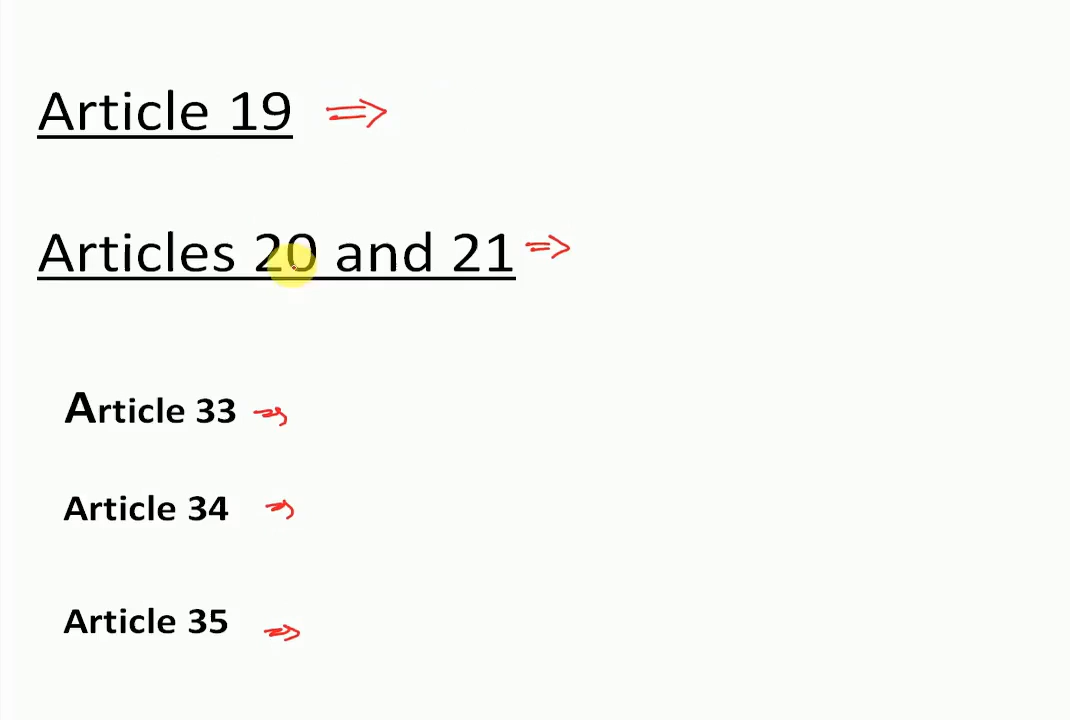 Article 19 ⇒
Articles 20 and 21 ⇒
Article 33
Article 34
Article 35